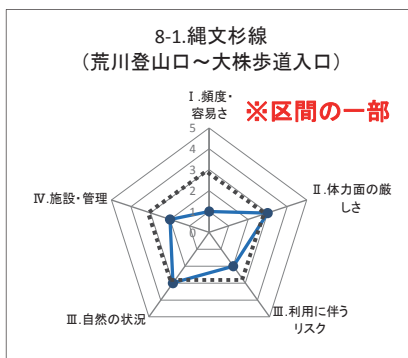 8-1.縄文杉線
（荒川登山口～大株歩道入口）
Ⅰ.頻度・
容易さ
※区間の一部
5
4
3
2
1
0
Ⅱ.体力面の厳
しさ
Ⅳ.施設・管理
Ⅲ.自然の状況
Ⅲ.利用に伴う
リスク